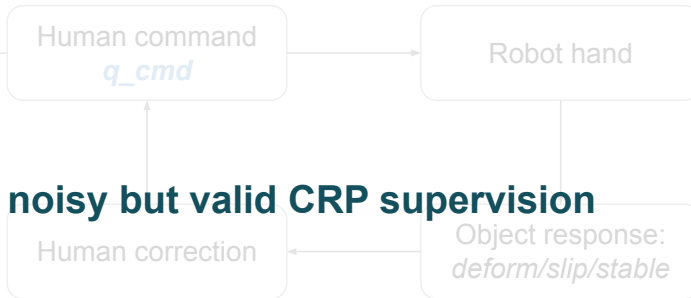 Human command
q_cmd
Robot hand
noisy but valid CRP supervision
Human correction
Object response:
deform/slip/stable